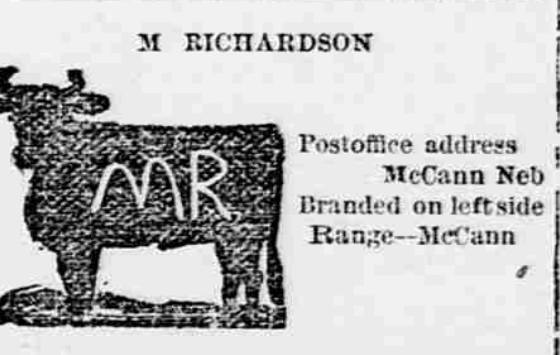 M RICHARDSON
MR
Postoffice address
McCann Neb
Branded on left side
Range--McCann